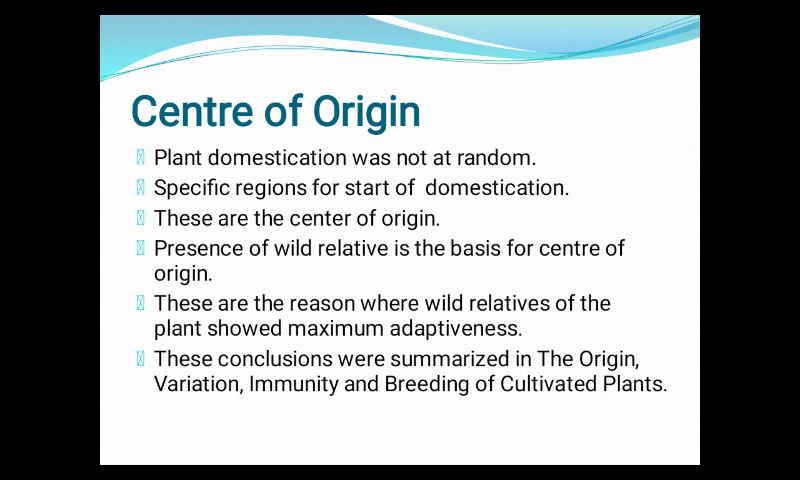 Centre of Origin
Plant domestication was not at random.
Specific regions for start of  domestication.
These are the center of origin.
Presence of wild relative is the basis for centre of
origin.
These are the reason where wild relatives of the
plant showed maximum adaptiveness.
These conclusions were summarized in The Origin,
Variation, Immunity and Breeding of Cultivated Plants.